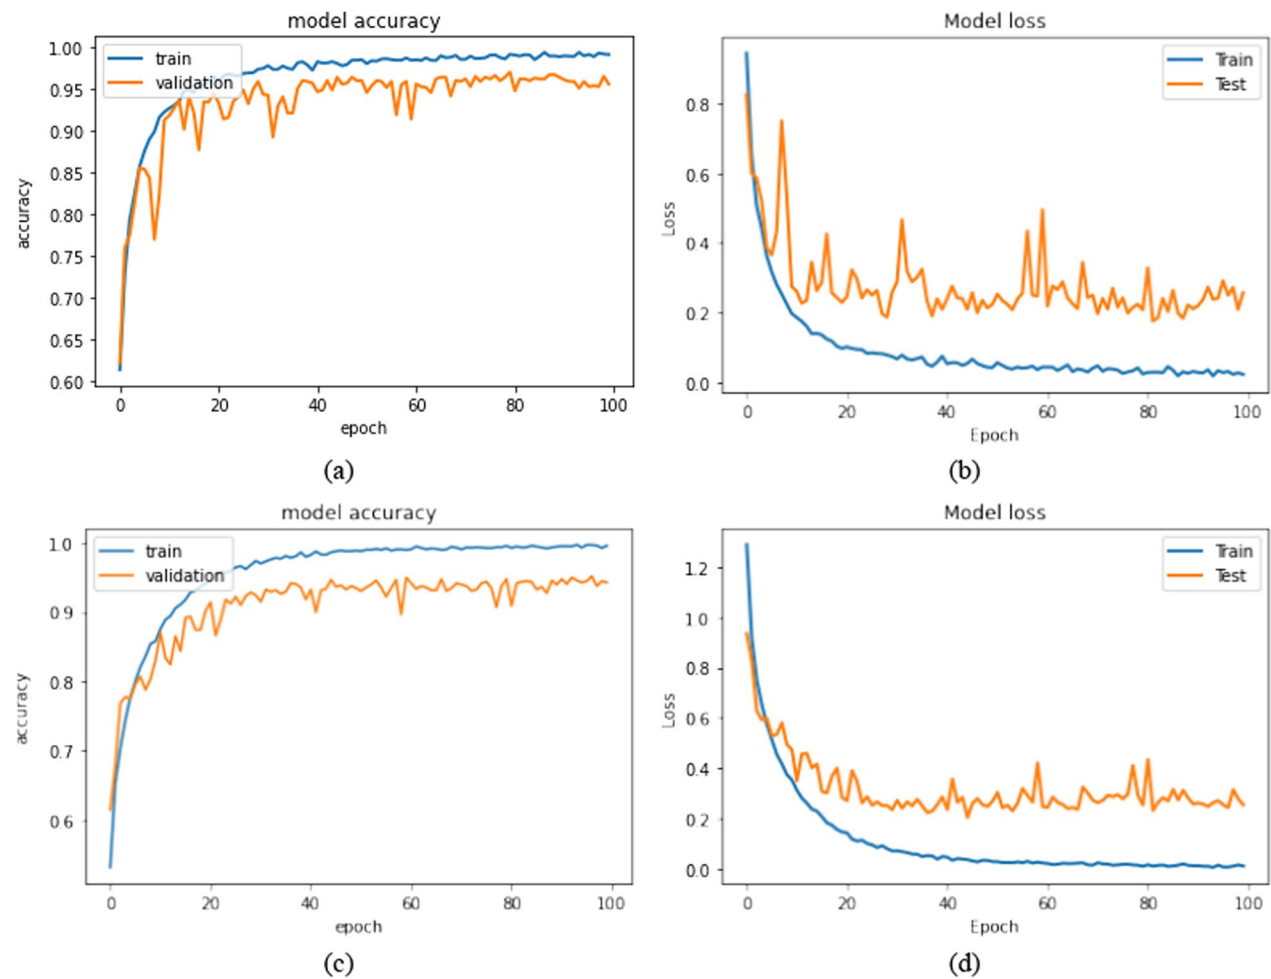 model accuracy
train
validation
1.00
0.95
0.90
0.85
0.80
0.75
0.70
0.65
0.60
accuracy
0 20 40 60 80 100
epoch
(a)
Model loss
Train
Test
0.8
0.6
0.4
0.2
0.0
Loss
0 20 40 60 80 100
Epoch
(b)
model accuracy
train
validation
1.0
0.9
0.8
0.7
0.6
accuracy
0 20 40 60 80 100
epoch
(c)
Model loss
Train
Test
1.2
1.0
0.8
0.6
0.4
0.2
0.0
Loss
0 20 40 60 80 100
Epoch
(d)